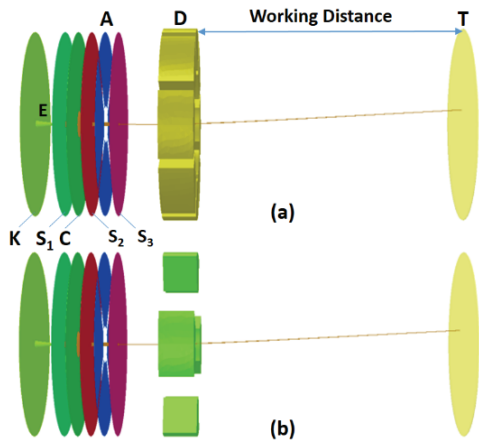 A D Working Distance T
E
(a)
K S₁ C S₂ S₃
(b)